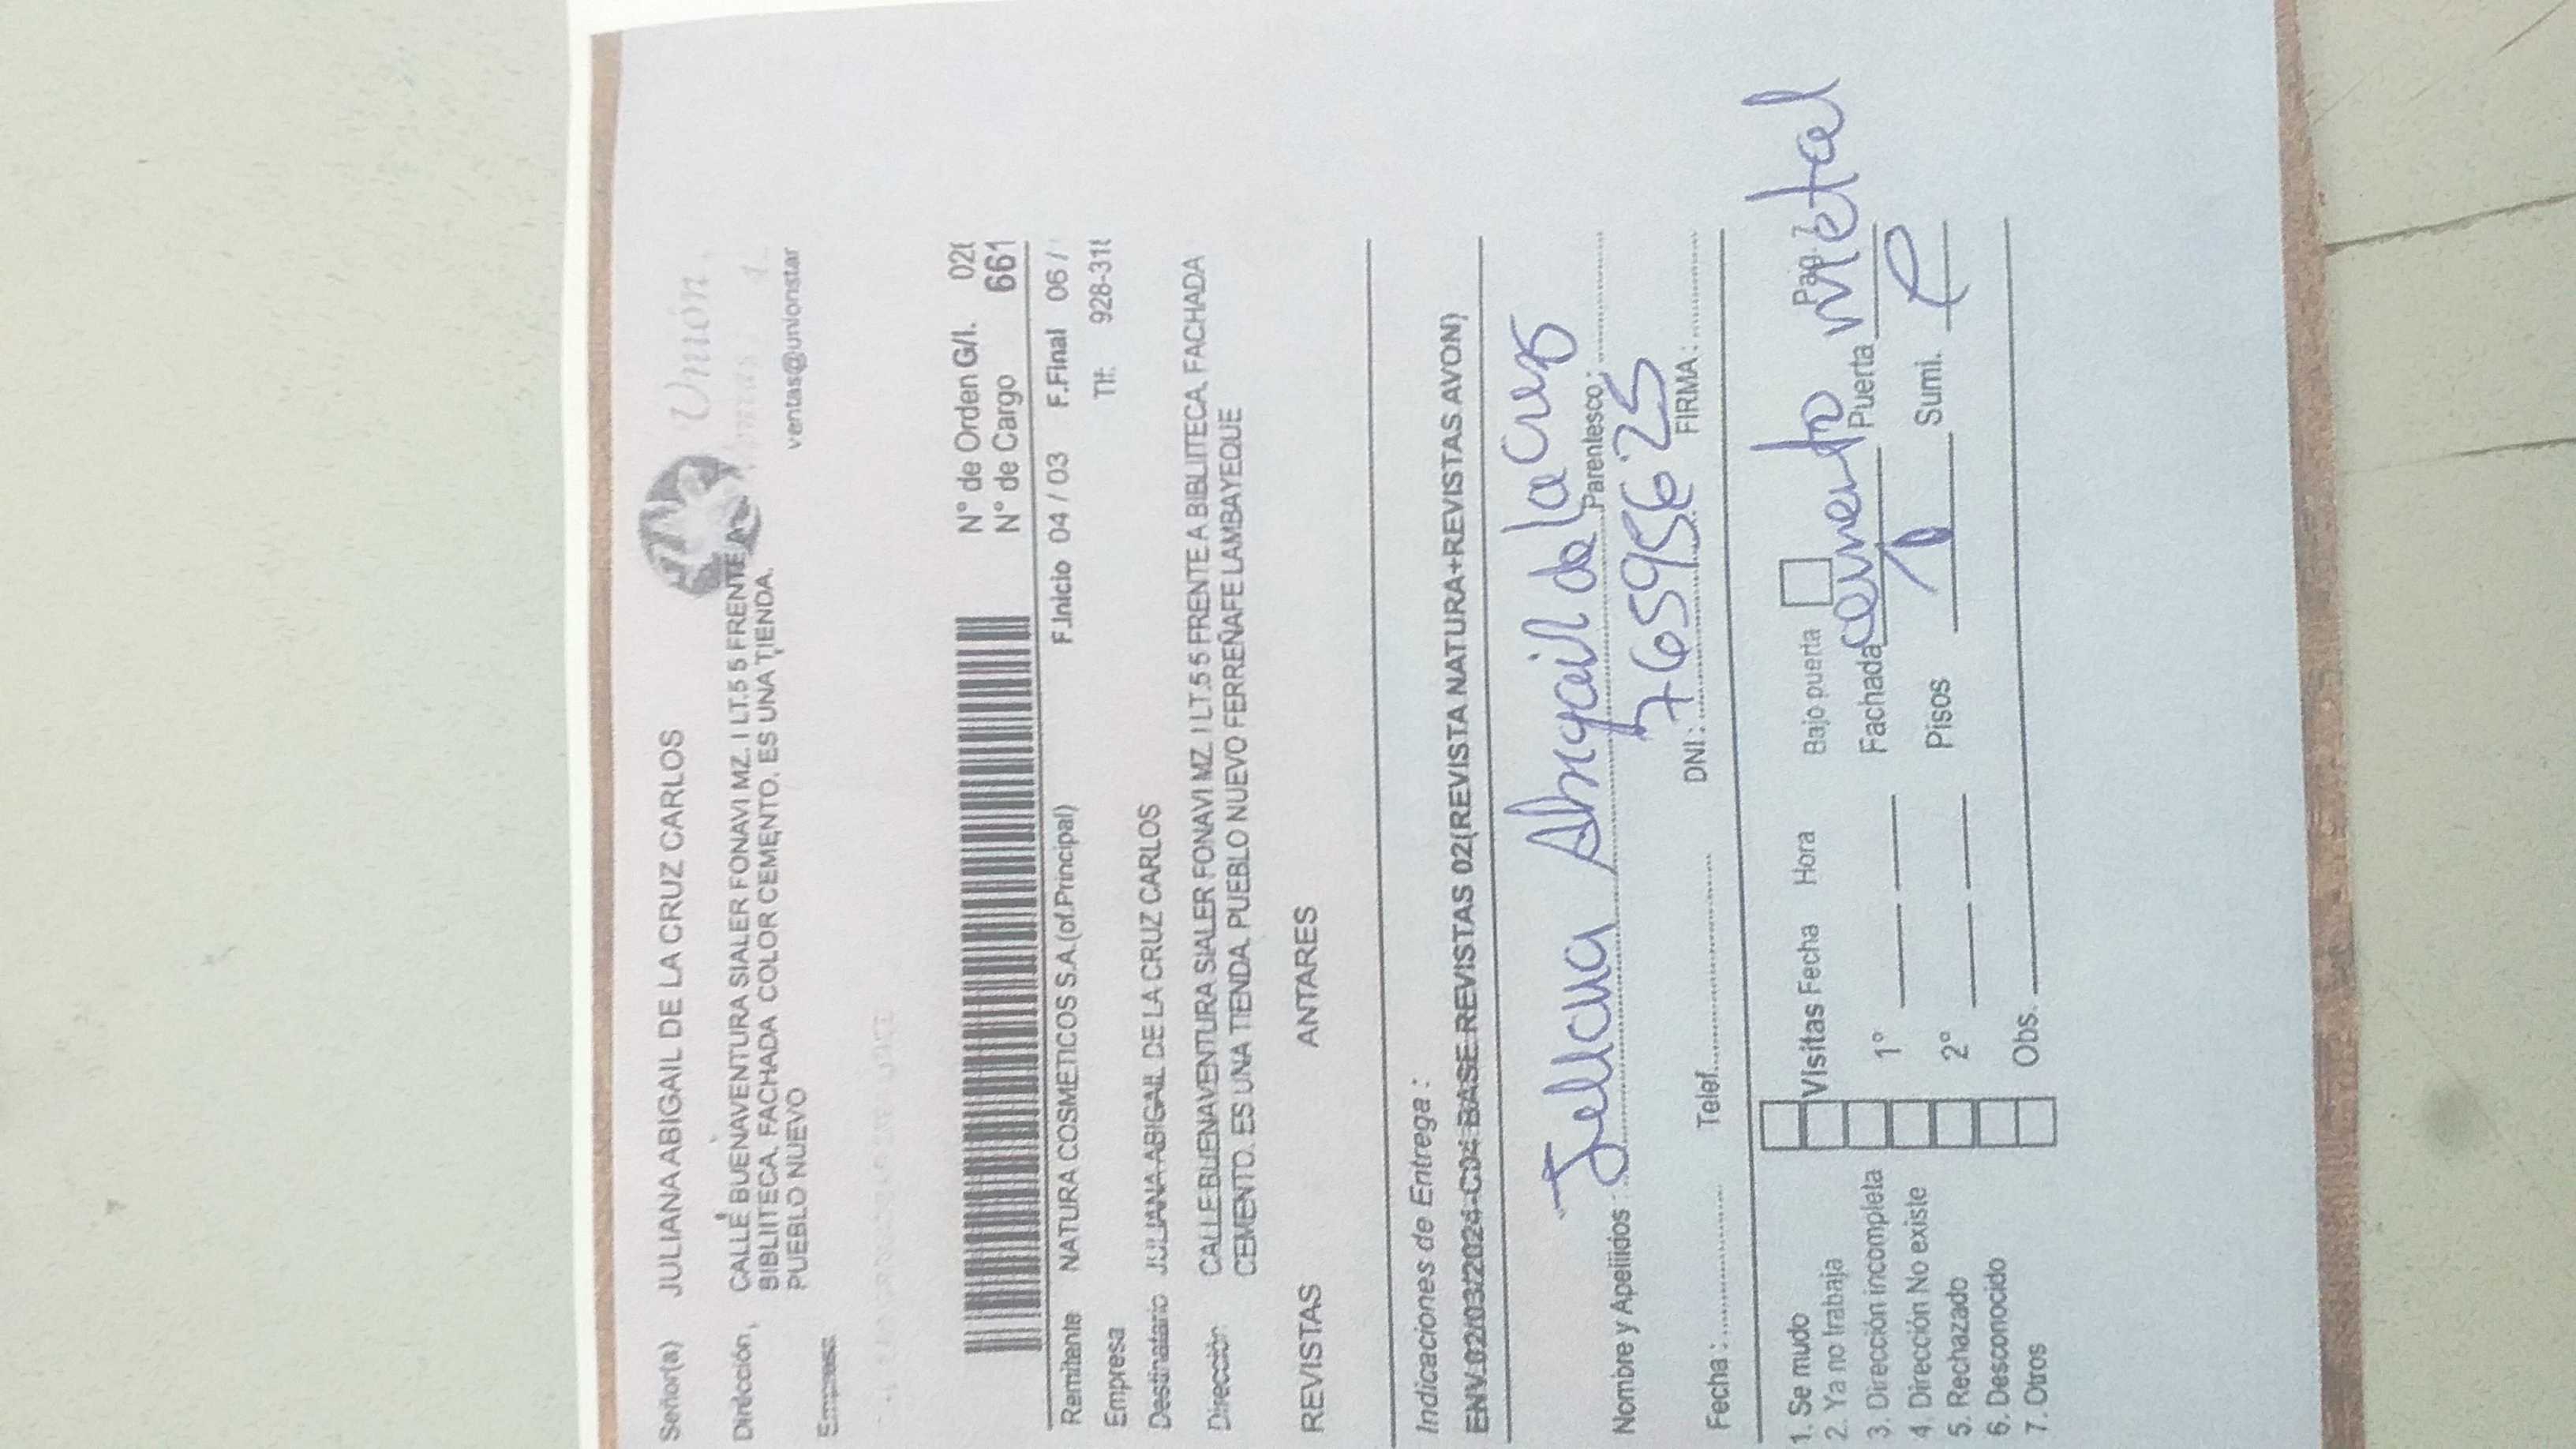 Señor(a) JULIANA ABIGAIL DE LA CRUZ CARLOS
Unión
Dirección, CALLE BUENAVENTURA SIALER FONAVI MZ. I LT.5 5 FRENTE A
BIBLIITECA. FACHADA COLOR CEMENTO. ES UNA TIENDA.
PUEBLO NUEVO
ventas@unionstar
Empresa
N° de Orden G/I. 02
N° de Cargo 661
Remitente NATURA COSMETICOS S.A.(of.Principal) F.Inicio 04 / 03 F.Final 06 /
Empresa Tlf: 928-318
Destinatario JULIANA ABIGAIL DE LA CRUZ CARLOS
Dirección CALLE BUENAVENTURA SIALER FONAVI MZ. I LT.5 5 FRENTE A BIBLIITECA. FACHADA
CEMENTO. ES UNA TIENDA. PUEBLO NUEVO FERREÑAFE LAMBAYEQUE
REVISTAS ANTARES
Indicaciones de Entrega :
ENV.02/03/2024-C04 BASE REVISTAS 02(REVISTA NATURA+REVISTAS AVON)
Nombre y Apellidos : Juliana Abigail de la Cruz Parentesco :
Fecha : Telef. DNI : 76595625 FIRMA :
1. Se mudo
2. Ya no trabaja
3. Dirección incompleta
4. Dirección No existe
5. Rechazado
6. Desconocido
7. Otros
Visitas Fecha Hora Bajo puerta Pag. 7
1° Fachada cemento Puerta metal
2° Pisos 1 Sumi.
Obs.